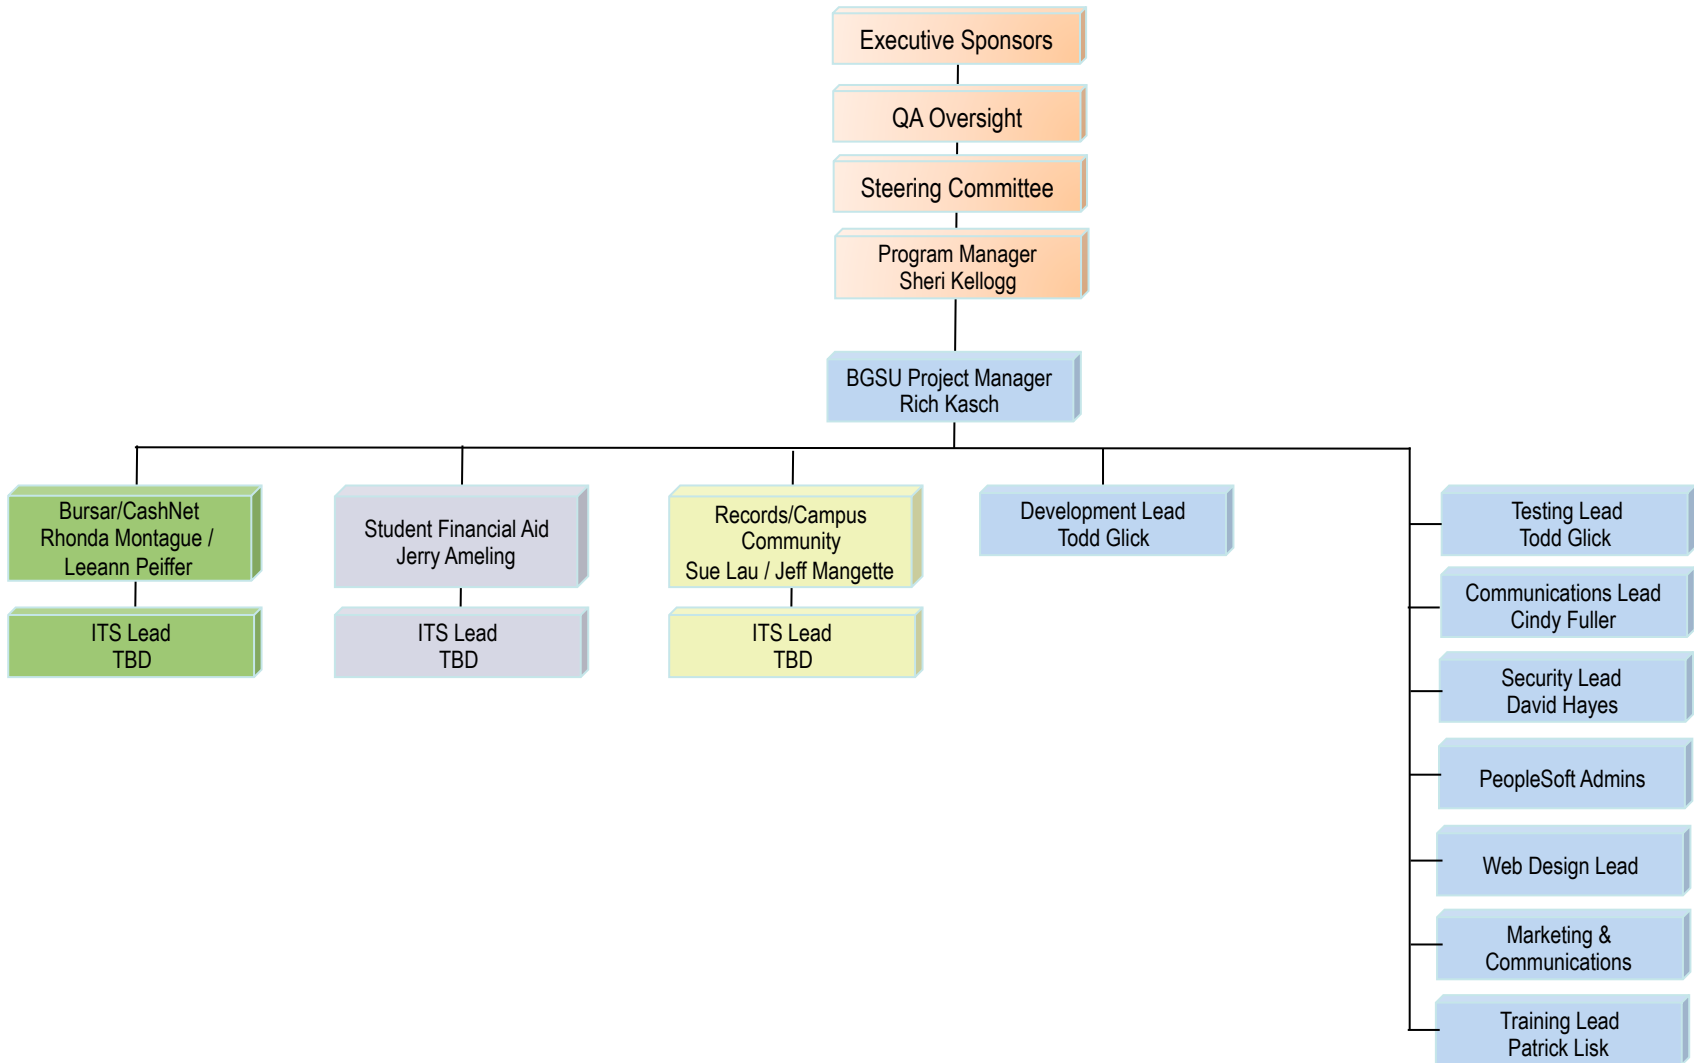 Executive Sponsors
QA Oversight
Steering Committee
Program Manager
Sheri Kellogg
BGSU Project Manager
Rich Kasch
Bursar/CashNet
Rhonda Montague /
Leeann Peiffer
ITS Lead
TBD
Student Financial Aid
Jerry Ameling
ITS Lead
TBD
Records/Campus
Community
Sue Lau / Jeff Mangette
ITS Lead
TBD
Development Lead
Todd Glick
Testing Lead
Todd Glick
Communications Lead
Cindy Fuller
Security Lead
David Hayes
PeopleSoft Admins
Web Design Lead
Marketing &
Communications
Training Lead
Patrick Lisk